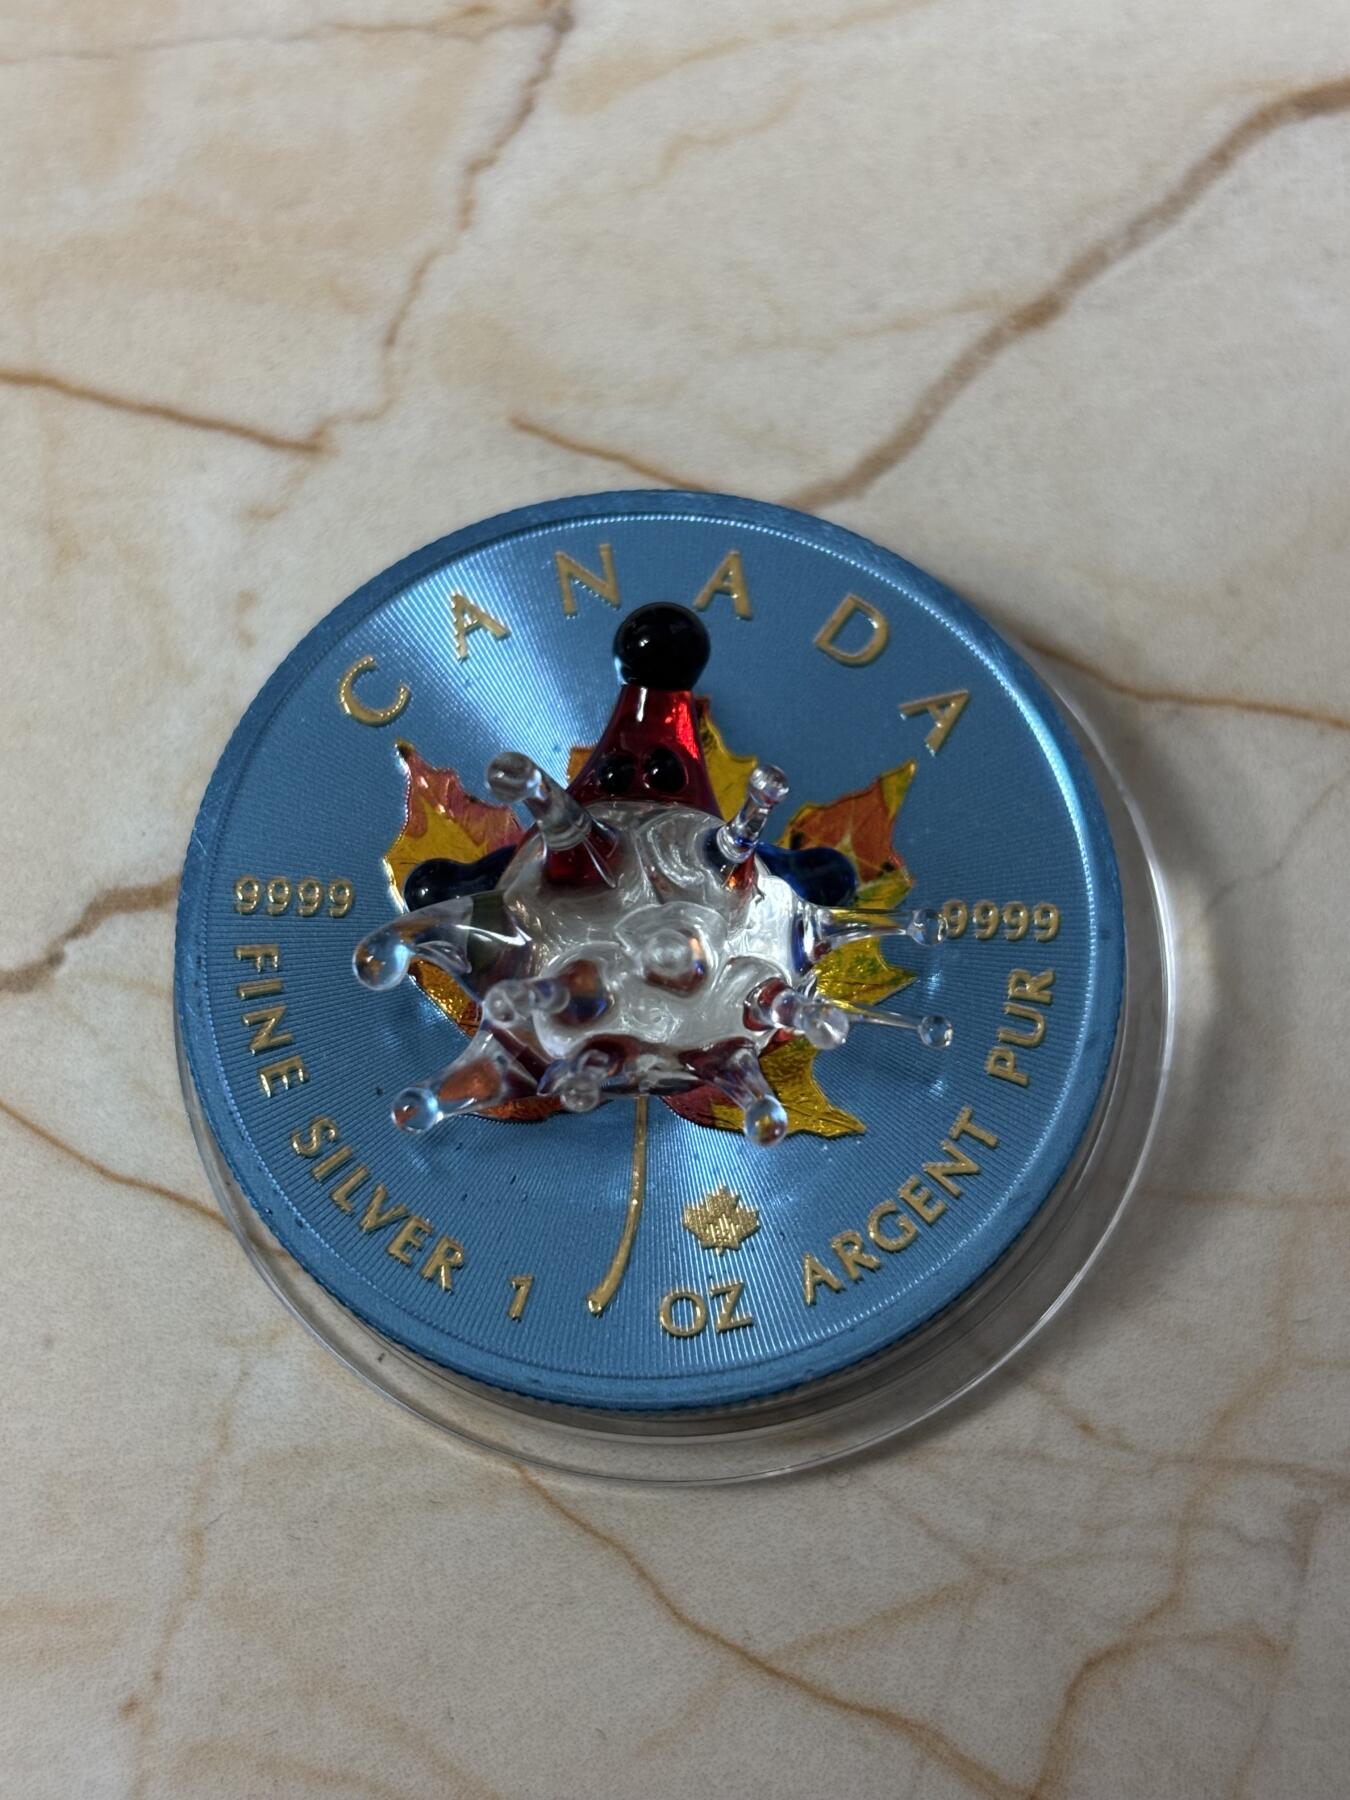 CANADA
9999
9999
FINE SILVER 1 OZ ARGENT PUR